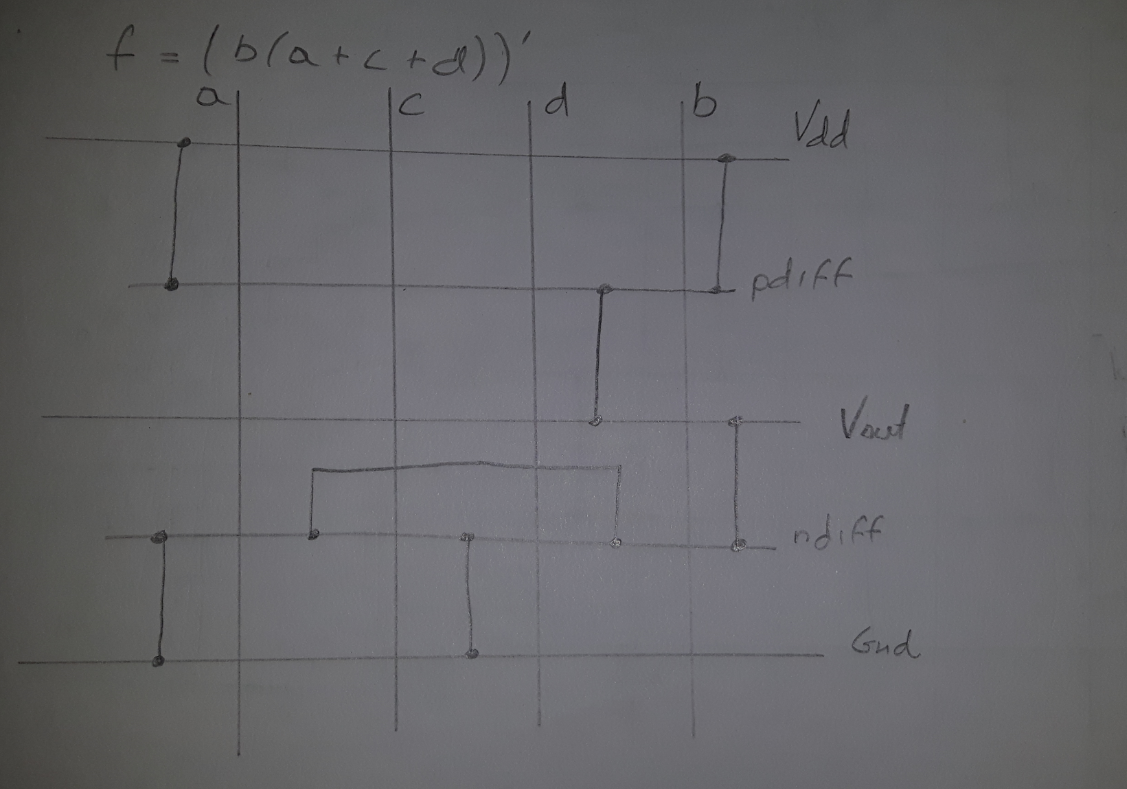 f = (b(a+c+d))'
a c d b Vdd
pdiff
Vout
ndiff
Gnd